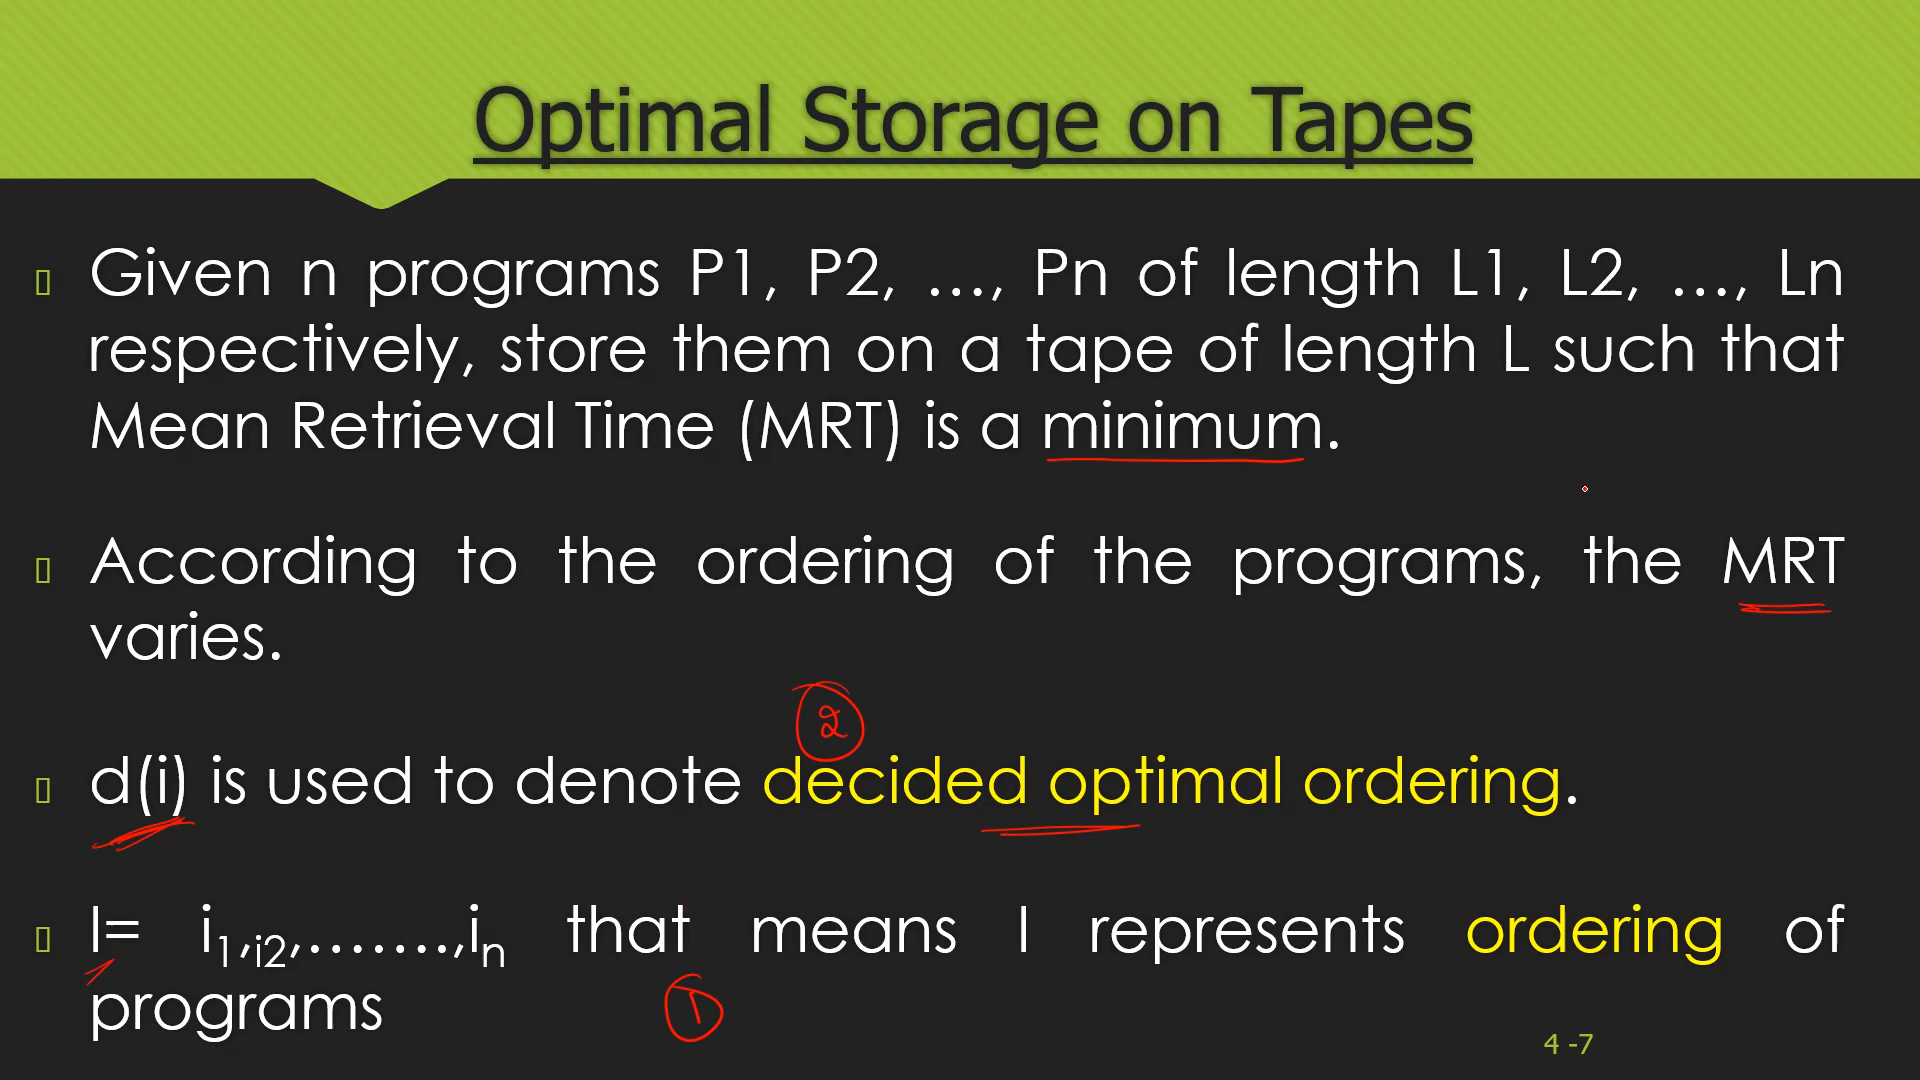 Optimal Storage on Tapes
Given n programs P1, P2, ..., Pn of length L1, L2, ..., Ln
respectively, store them on a tape of length L such that
Mean Retrieval Time (MRT) is a minimum.
According to the ordering of the programs, the MRT
varies.
2
d(i) is used to denote decided optimal ordering.
I= i1,i2,.......,in that means I represents ordering of
programs
1
4 -7